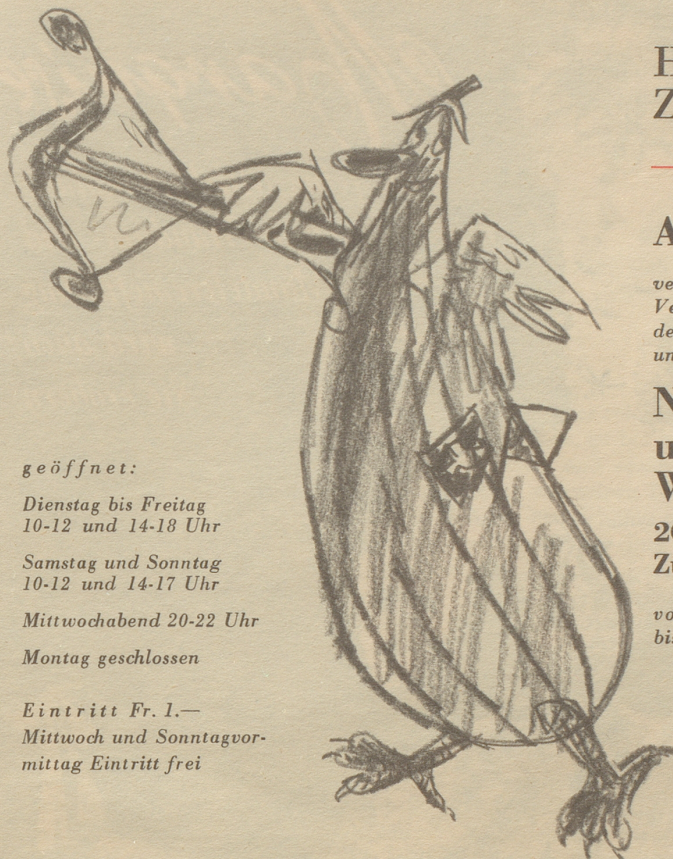 geöffnet:
Dienstag bis Freitag
10-12 und 14-18 Uhr
Samstag und Sonntag
10-12 und 14-17 Uhr
Mittwochabend 20-22 Uhr
Montag geschlossen
Eintritt Fr. 1.—
Mittwoch und Sonntagvor-
mittag Eintritt frei